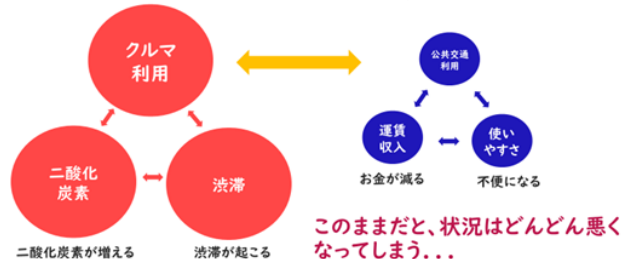 クルマ
利用
二酸化
炭素
渋滞
二酸化炭素が増える
渋滞が起こる
公共交通
利用
運賃
収入
使い
やすさ
お金が減る
不便になる
このままだと、状況はどんどん悪く
なってしまう...